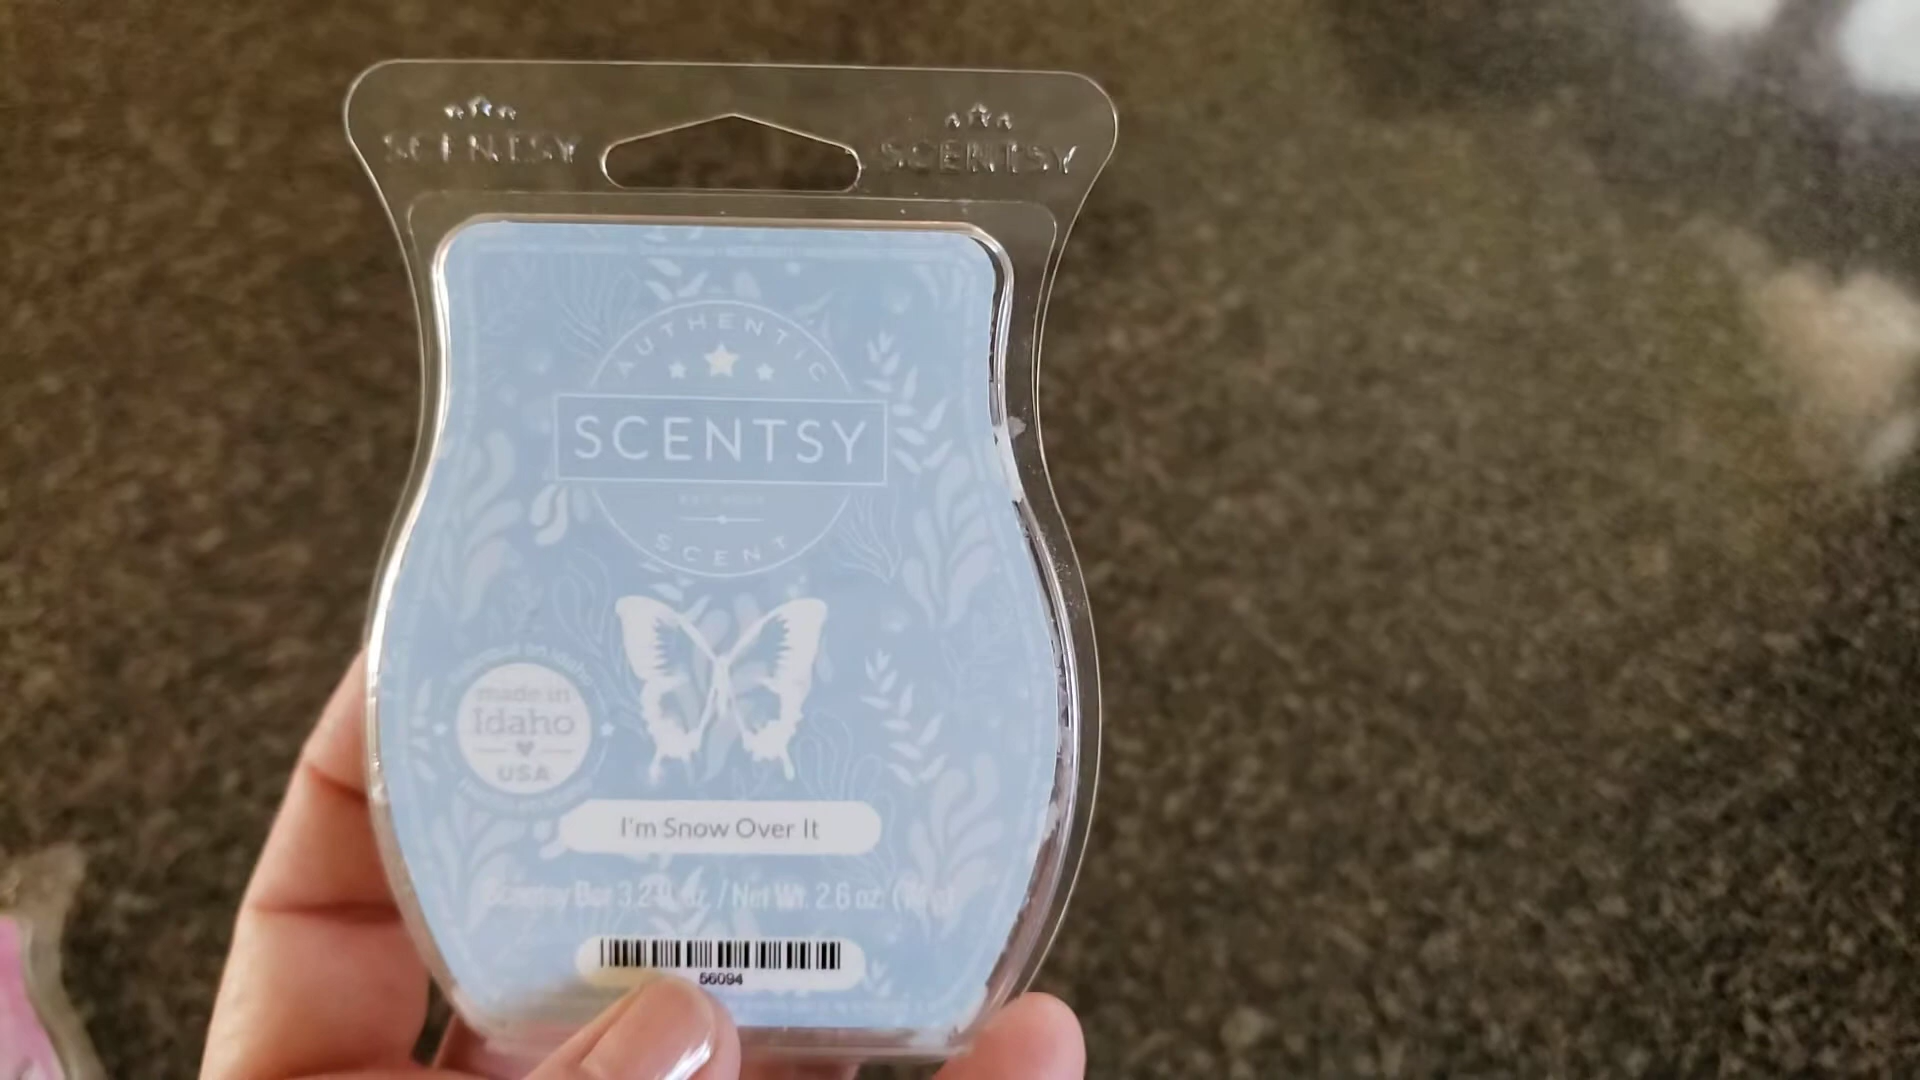 SCENTSY SCENTSY
AUTHENTIC
SCENTSY
SCENT
made in
Idaho
USA
I'm Snow Over It
Scentsy Bar 3.2 fl oz / Net Wt. 2.6 oz
56094